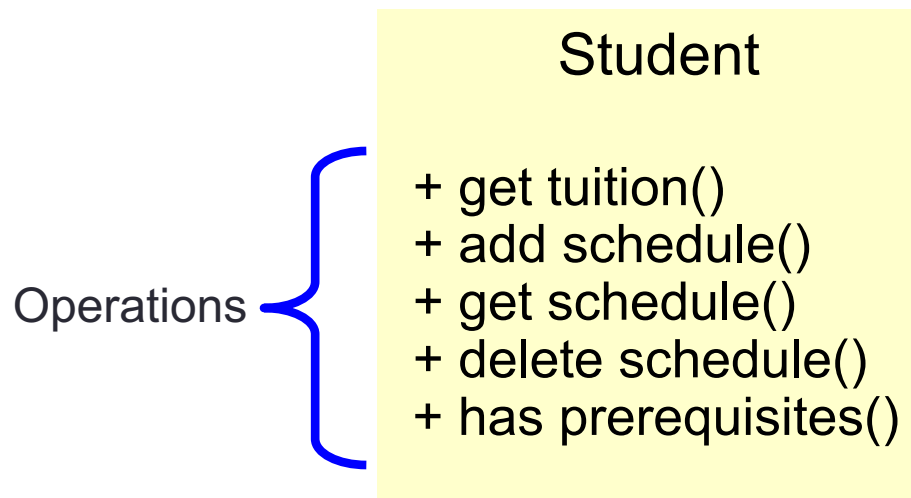 Student
+ get tuition()
+ add schedule()
Operations
+ get schedule()
+ delete schedule()
+ has prerequisites()